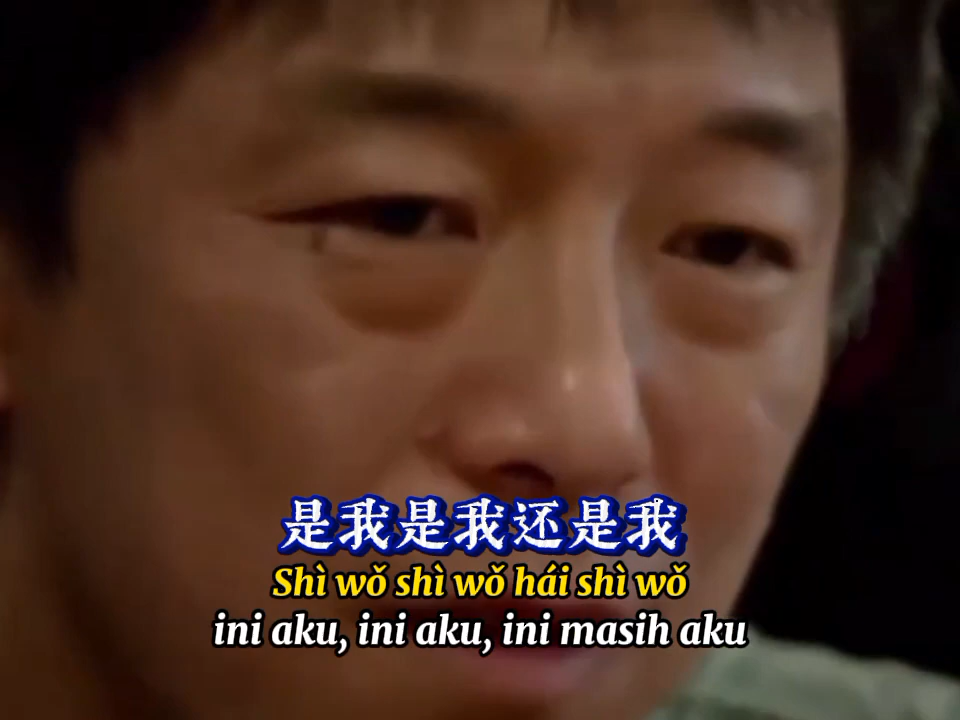 是我是我还是我
Shì wǒ shì wǒ hái shì wǒ
ini aku, ini aku, ini masih aku